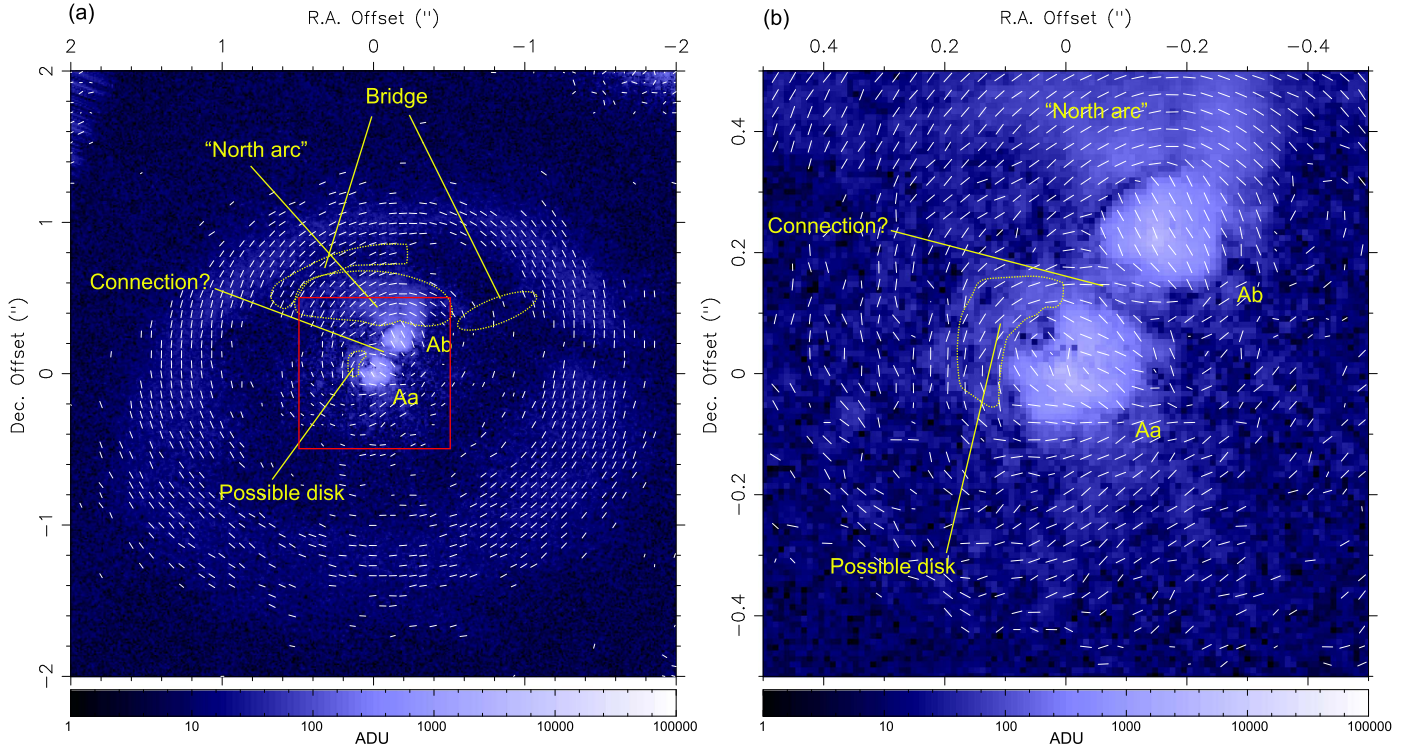 (a)
R.A. Offset (")
2 1 0 -1 -2
Dec. Offset (")
2
1
0
-1
-2
Bridge
"North arc"
Connection?
Ab
Aa
Possible disk
1 10 100 1000 10000 100000
ADU
(b)
R.A. Offset (")
0.4 0.2 0 -0.2 -0.4
Dec. Offset (")
0.4
0.2
0
-0.2
-0.4
"North arc"
Connection?
Ab
Aa
Possible disk
1 10 100 1000 10000 100000
ADU